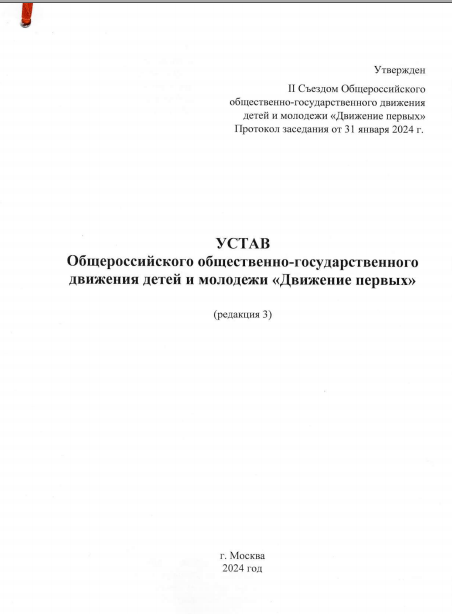 Утвержден
II Съездом Общероссийского
общественно-государственного движения
детей и молодежи «Движение первых»
Протокол заседания от 31 января 2024 г.
УСТАВ
Общероссийского общественно-государственного
движения детей и молодежи «Движение первых»
(редакция 3)
г. Москва
2024 год